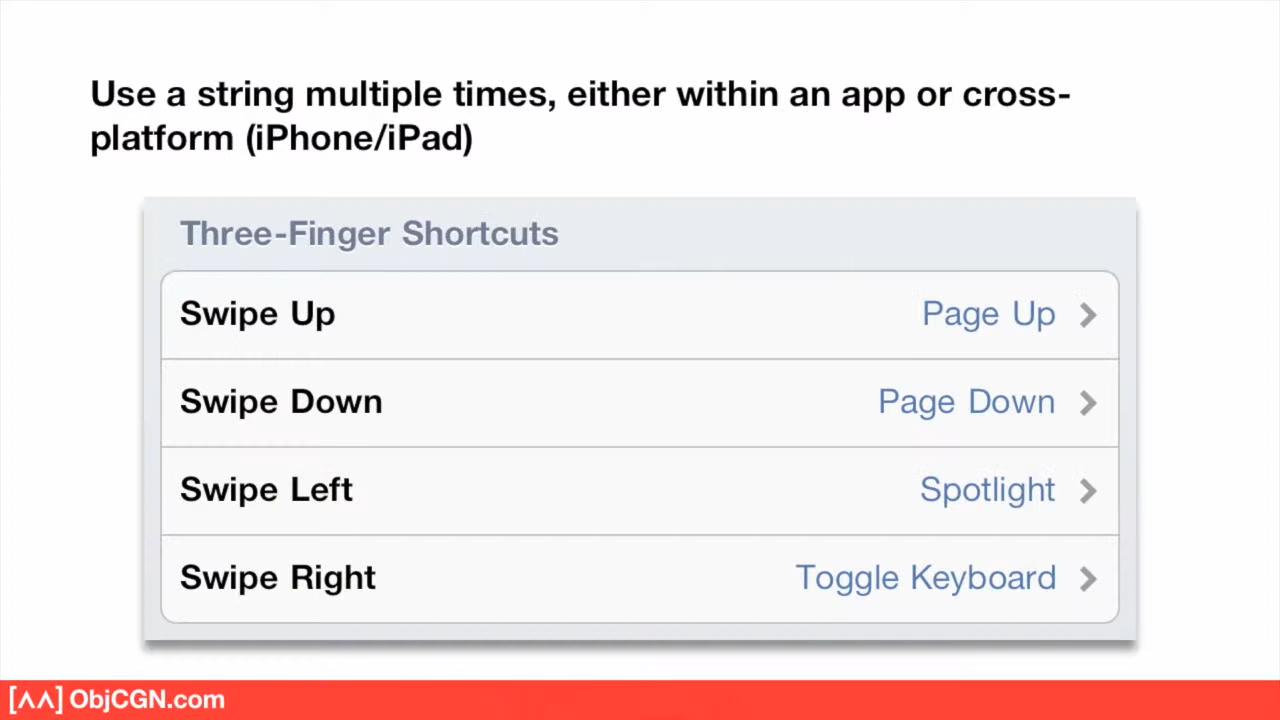 Use a string multiple times, either within an app or cross-
platform (iPhone/iPad)
Three-Finger Shortcuts
Swipe Up Page Up
Swipe Down Page Down
Swipe Left Spotlight
Swipe Right Toggle Keyboard
[ʌʌ] ObjCGN.com